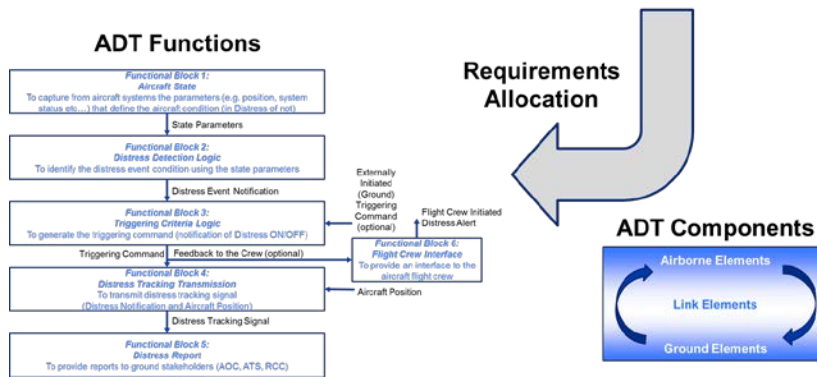 ADT Functions
Functional Block 1:
Aircraft State
To capture from aircraft systems the parameters (e.g. position, system
status etc...) that define the aircraft condition (in Distress of not)
State Parameters
Functional Block 2:
Distress Detection Logic
To identify the distress event condition using the state parameters
Distress Event Notification
Functional Block 3:
Triggering Criteria Logic
To generate the triggering command (notification of Distress ON/OFF)
Externally
Initiated
(Ground)
Triggering
Command
(optional)
Flight Crew Initiated
Distress Alert
Triggering Command
Feedback to the Crew (optional)
Functional Block 6:
Flight Crew Interface
To provide an interface to the
aircraft flight crew
Functional Block 4:
Distress Tracking Transmission
To transmit distress tracking signal
(Distress Notification and Aircraft Position)
Aircraft Position
Distress Tracking Signal
Functional Block 5:
Distress Report
To provide reports to ground stakeholders (AOC, ATS, RCC)
Requirements
Allocation
ADT Components
Airborne Elements
Link Elements
Ground Elements